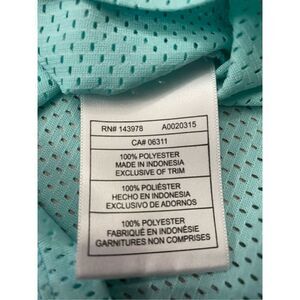 RN# 143978 A0020315
CA# 06311
100% POLYESTER
MADE IN INDONESIA
EXCLUSIVE OF TRIM
100% POLIÉSTER
HECHO EN INDONESIA
EXCLUSIVO DE ADORNOS
100% POLYESTER
FABRIQUÉ EN INDONÉSIE
GARNITURES NON COMPRISES